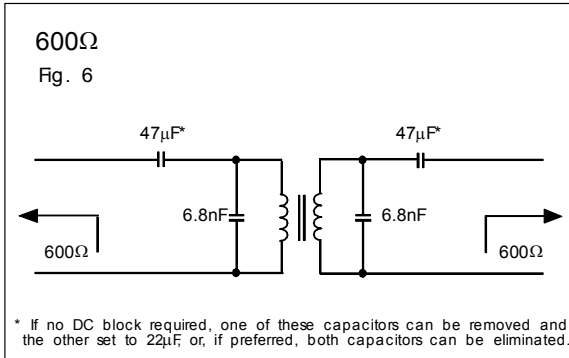 600Ω
Fig. 6
47μF* 47μF*
6.8nF 6.8nF
600Ω 600Ω
* If no DC block required, one of these capacitors can be removed and
the other set to 22μF, or, if preferred, both capacitors can be eliminated.